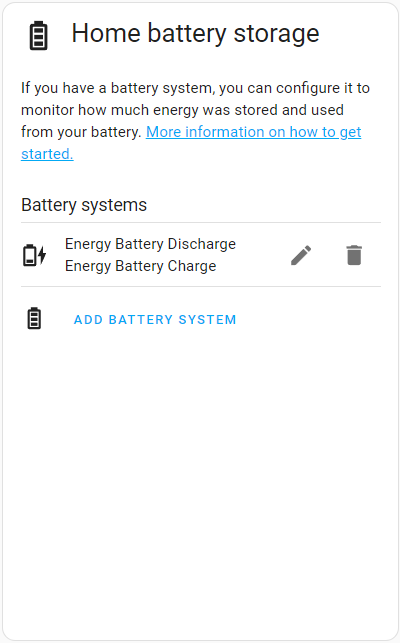 Home battery storage
If you have a battery system, you can configure it to
monitor how much energy was stored and used
from your battery. More information on how to get
started.
Battery systems
Energy Battery Discharge
Energy Battery Charge
ADD BATTERY SYSTEM